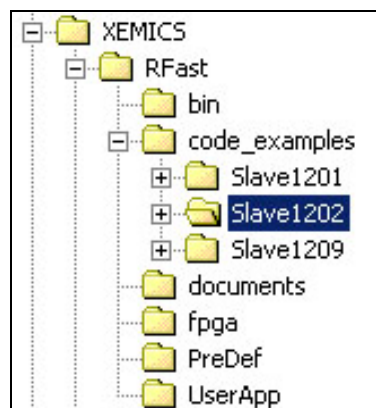 XEMICS
RFast
bin
code_examples
Slave1201
Slave1202
Slave1209
documents
fpga
PreDef
UserApp